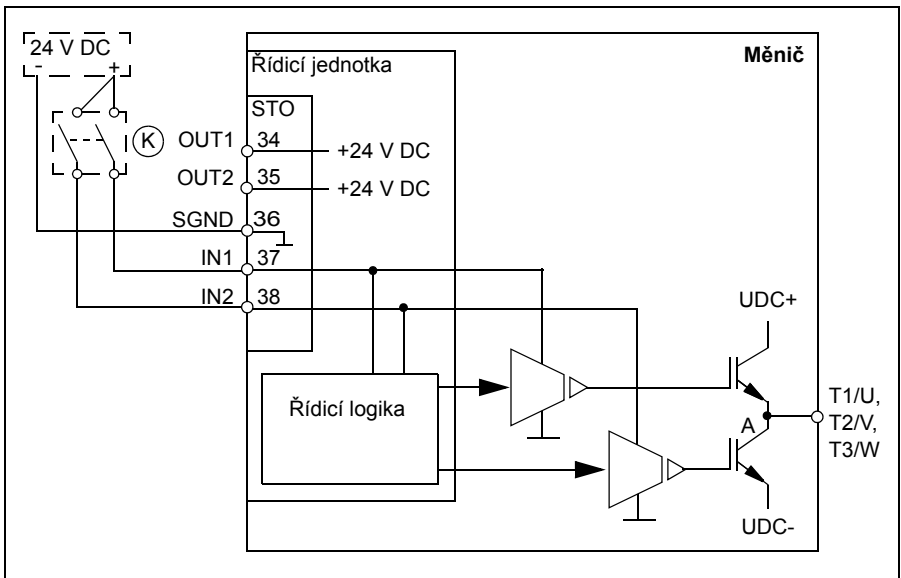 24 V DC
- +
Měnič
Řídicí jednotka
STO
K
OUT1 34 +24 V DC
OUT2 35 +24 V DC
SGND 36
IN1 37
IN2 38
UDC+
Řídicí logika
A
T1/U,
T2/V,
T3/W
UDC-